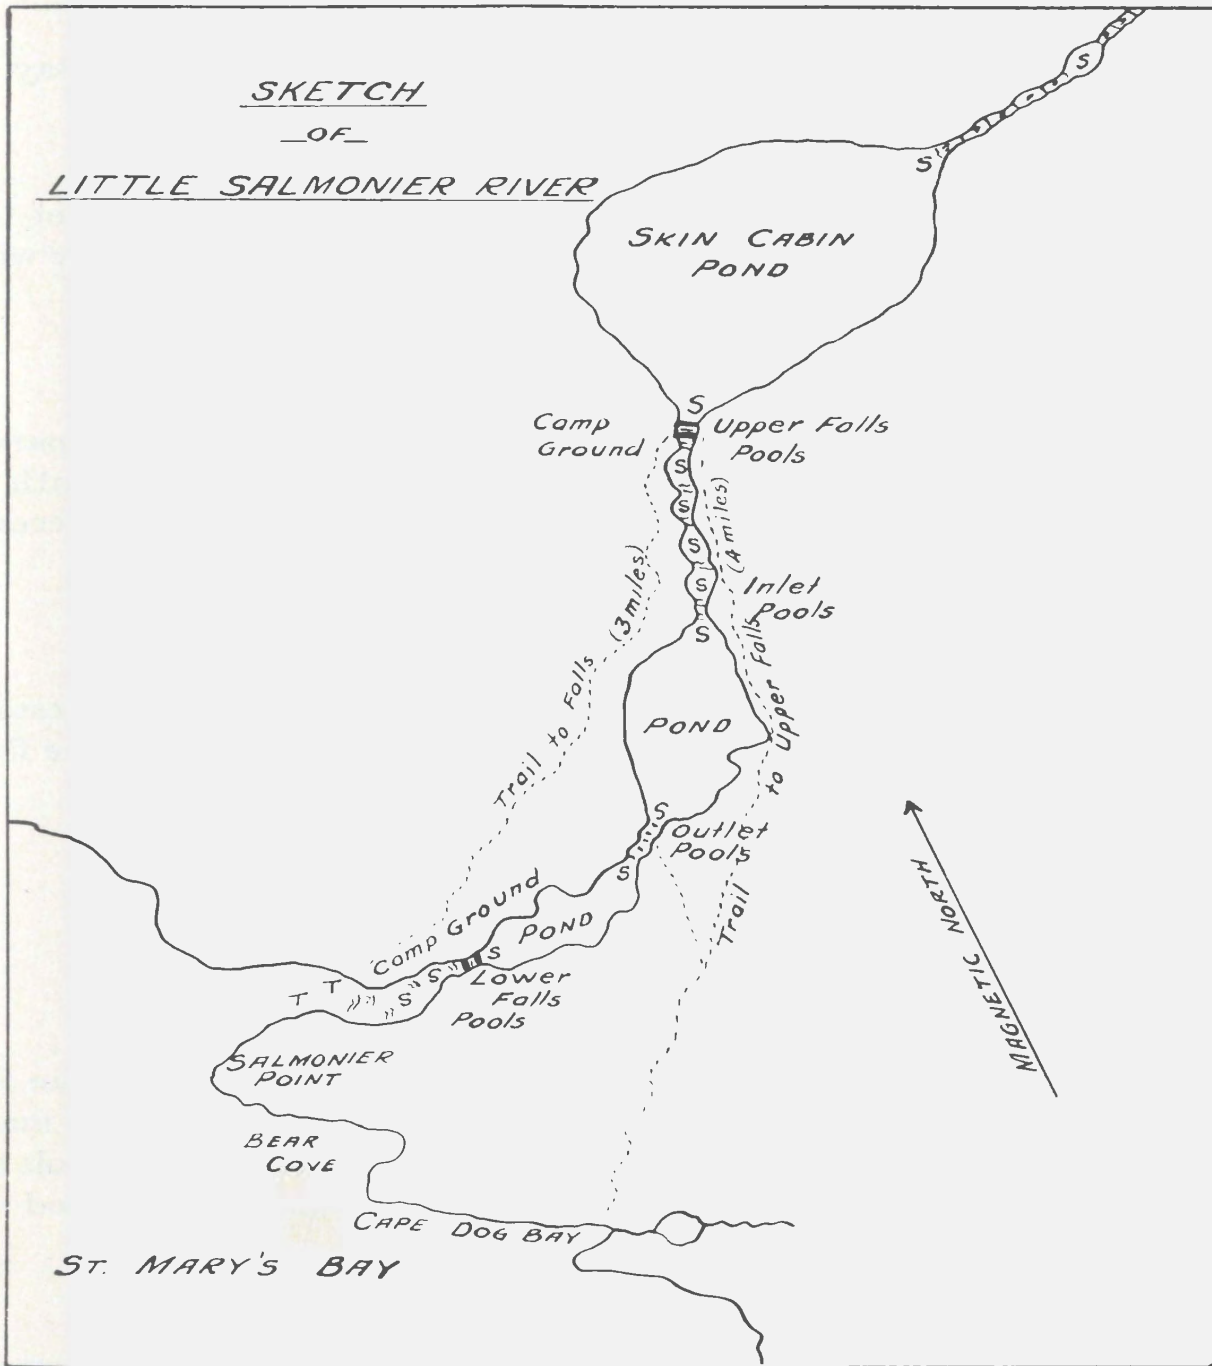 SKETCH
OF
LITTLE SALMONIER RIVER
S
S
SKIN CABIN
POND
S
Camp
Ground
Upper Falls
Pools
S
S
S
S
(4 miles)
Inlet
Pools
S
Trail to Falls (3 miles)
POND
Trail to Upper Falls
S
Outlet
Pools
S
Camp Ground
POND
S
S
S
T T
Lower
Falls
Pools
MAGNETIC NORTH
SALMONIER
POINT
BEAR
COVE
CAPE DOG BAY
ST. MARY'S BAY